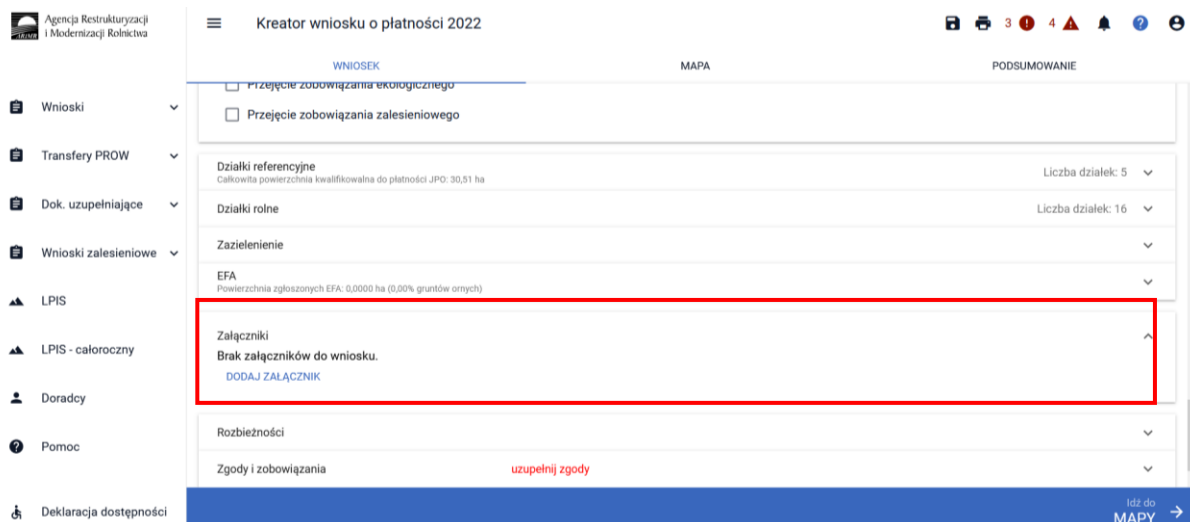 Agencja Restrukturyzacji
i Modernizacji Rolnictwa
ARiMR
Kreator wniosku o płatności 2022
3
4
WNIOSEK
MAPA
PODSUMOWANIE
Wnioski
Transfery PROW
Dok. uzupełniające
Wnioski zalesieniowe
LPIS
LPIS - całoroczny
Doradcy
Pomoc
Deklaracja dostępności
Przejęcie zobowiązania ekologicznego
Przejęcie zobowiązania zalesieniowego
Działki referencyjne
Całkowita powierzchnia kwalifikowalna do płatności JPO: 30,51 ha
Liczba działek: 5
Działki rolne
Liczba działek: 16
Zazielenienie
EFA
Powierzchnia zgłoszonych EFA: 0,0000 ha (0,00% gruntów ornych)
Załączniki
Brak załączników do wniosku.
DODAJ ZAŁĄCZNIK
Rozbieżności
Zgody i zobowiązania uzupełnij zgody
Idź do
MAPY